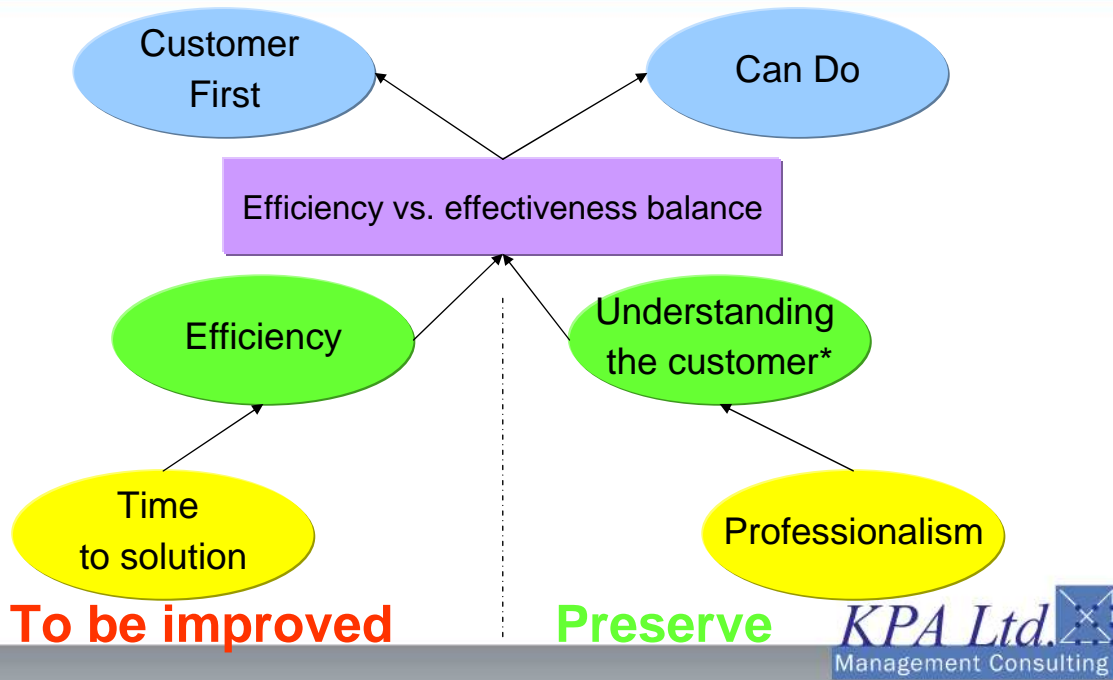 Customer
First
Can Do
Efficiency vs. effectiveness balance
Efficiency
Understanding
the customer*
Time
to solution
Professionalism
To be improved
Preserve
KPA Ltd.
Management Consulting